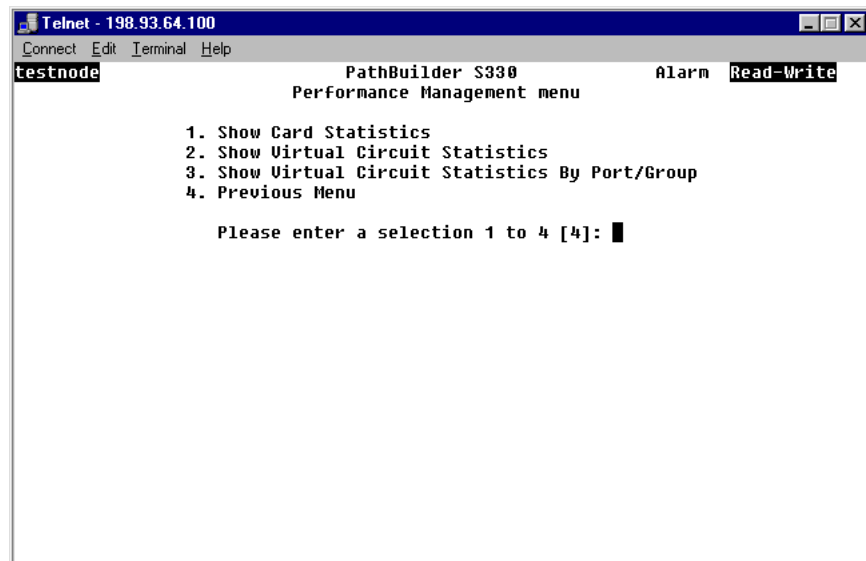 Telnet - 198.93.64.100
Connect Edit Terminal Help
testnode PathBuilder S330 Alarm Read-Write
Performance Management menu
1. Show Card Statistics
2. Show Virtual Circuit Statistics
3. Show Virtual Circuit Statistics By Port/Group
4. Previous Menu
Please enter a selection 1 to 4 [4]: